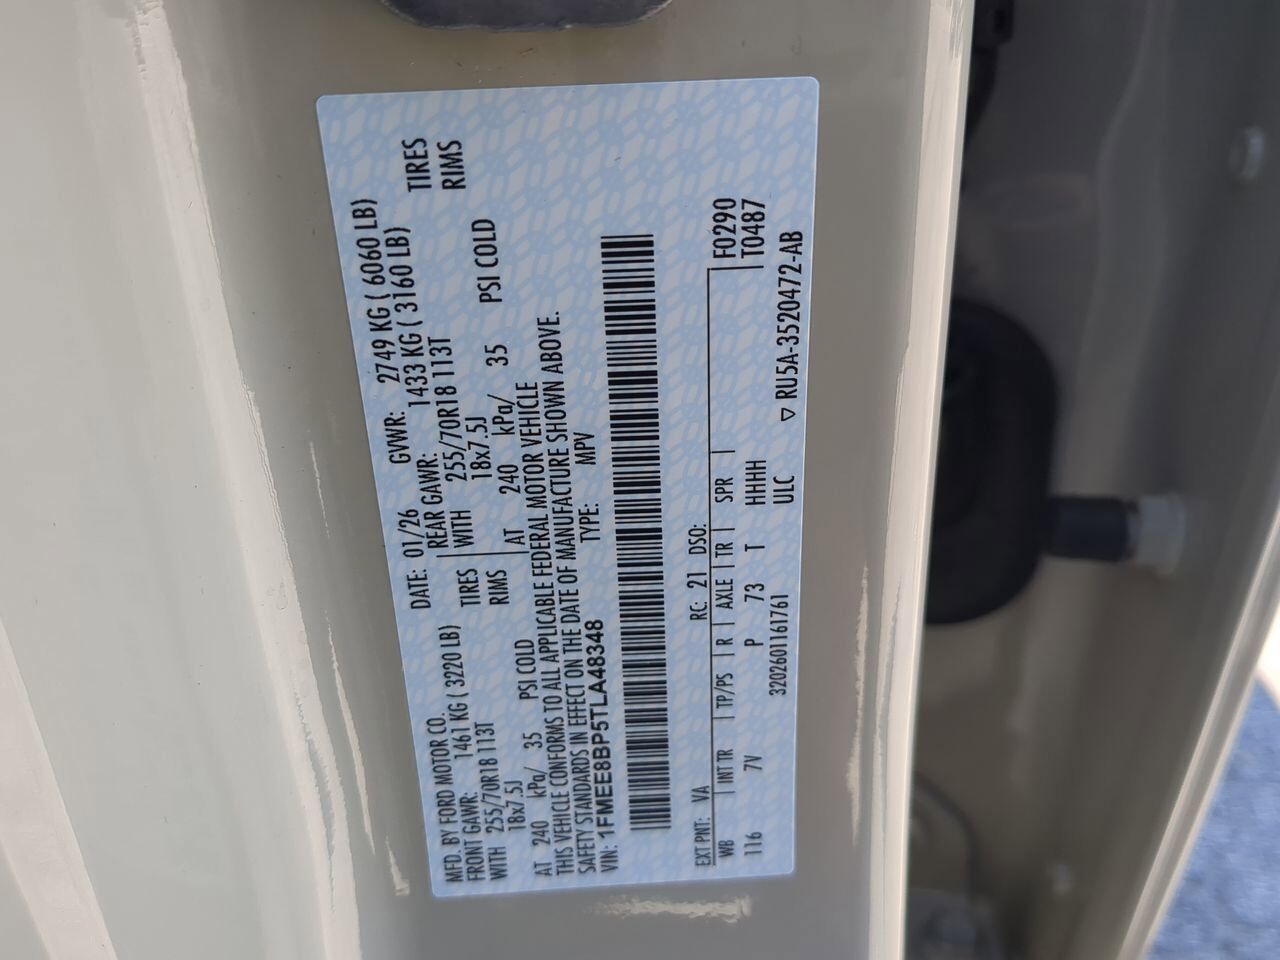 MFD. BY FORD MOTOR CO. DATE: 01/26 GVWR: 2749 KG ( 6060 LB)
FRONT GAWR: 1461 KG ( 3220 LB) REAR GAWR: 1433 KG ( 3160 LB)
WITH 255/70R18 113T TIRES WITH 255/70R18 113T TIRES
18x7.5J RIMS 18x7.5J RIMS
AT 240 kPa/ 35 PSI COLD AT 240 kPa/ 35 PSI COLD
THIS VEHICLE CONFORMS TO ALL APPLICABLE FEDERAL MOTOR VEHICLE
SAFETY STANDARDS IN EFFECT ON THE DATE OF MANUFACTURE SHOWN ABOVE.
VIN: 1FMEE8BP5TLA48348 TYPE: MPV
EXT PNT: VA RC: 21 DSO: F0290
WB | INT TR | TP/PS | R | AXLE | TR | SPR | T0487
116 7V P 73 T HHHH
3202601161761 ULC ▽ RU5A-3520472-AB